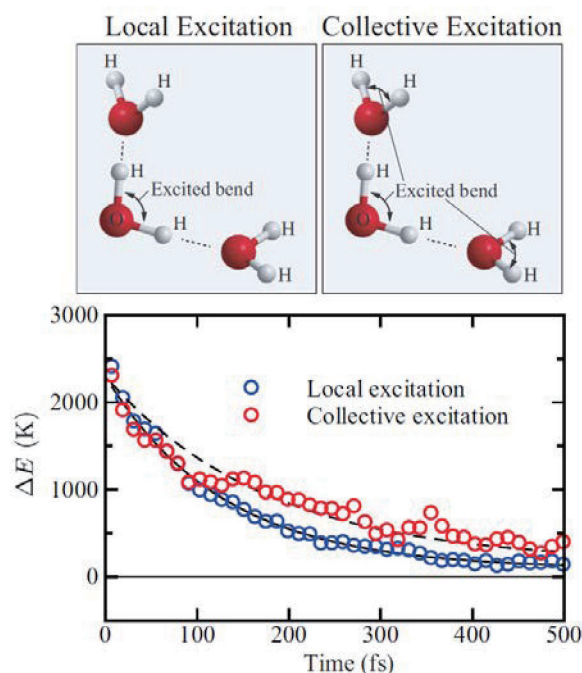 Local Excitation
Collective Excitation
H
H
H
Excited bend
O
H
H
H
H
H
H
Excited bend
O
H
H
H
3000
2000
1000
0
ΔE (K)
Local excitation
Collective excitation
0
100
200
300
400
500
Time (fs)